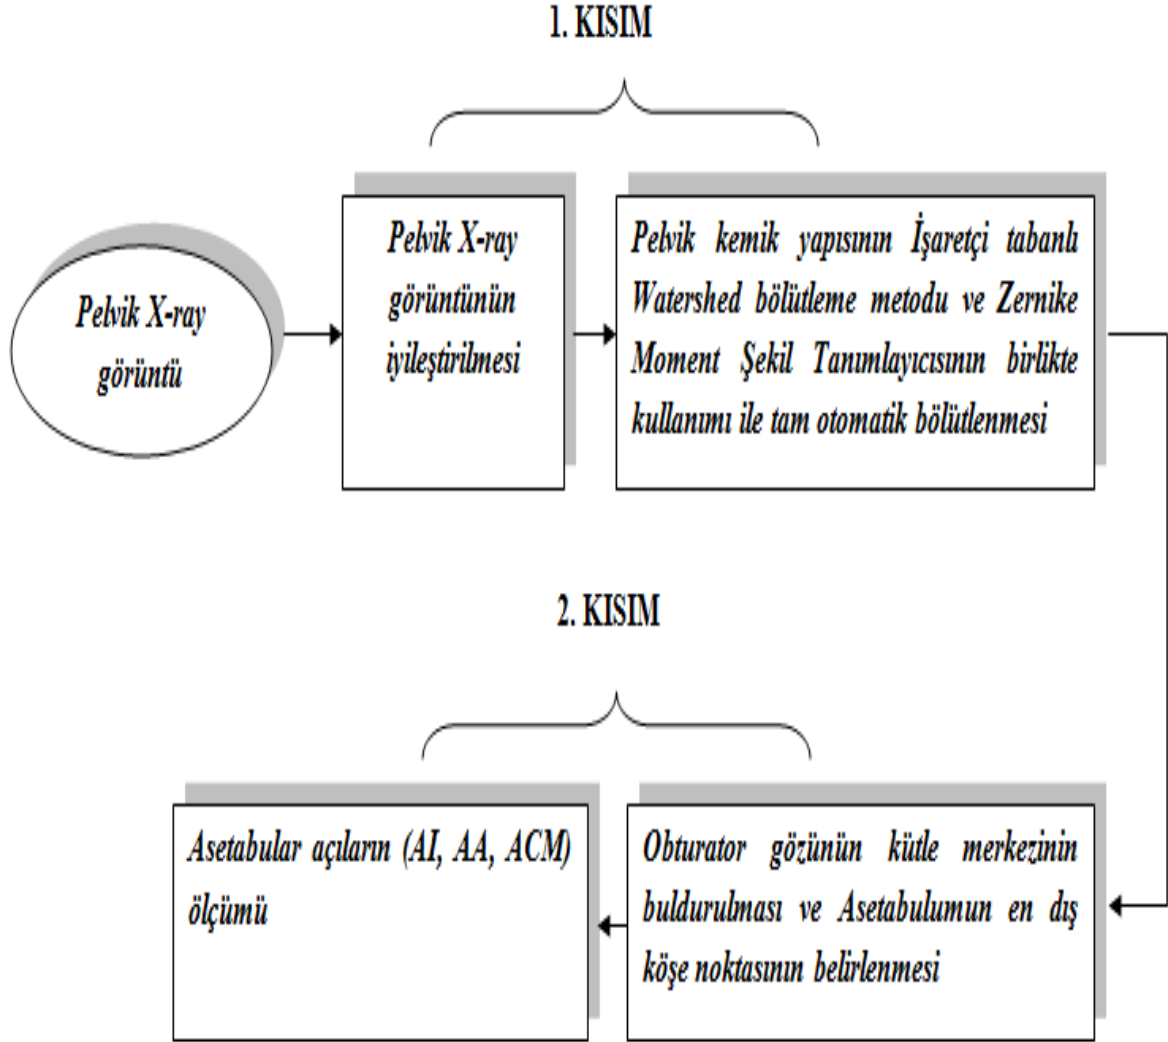 1. KISIM
Pelvik X-ray
görüntü
Pelvik X-ray
görüntünün
iyileştirilmesi
Pelvik kemik yapısının İşaretçi tabanlı
Watershed bölütleme metodu ve Zernike
Moment Şekil Tanımlayıcısının birlikte
kullanımı ile tam otomatik bölütlenmesi
2. KISIM
Obturator gözünün kütle merkezinin
buldurulması ve Asetabulumun en dış
köşe noktasının belirlenmesi
Asetabular açıların (AI, AA, ACM)
ölçümü